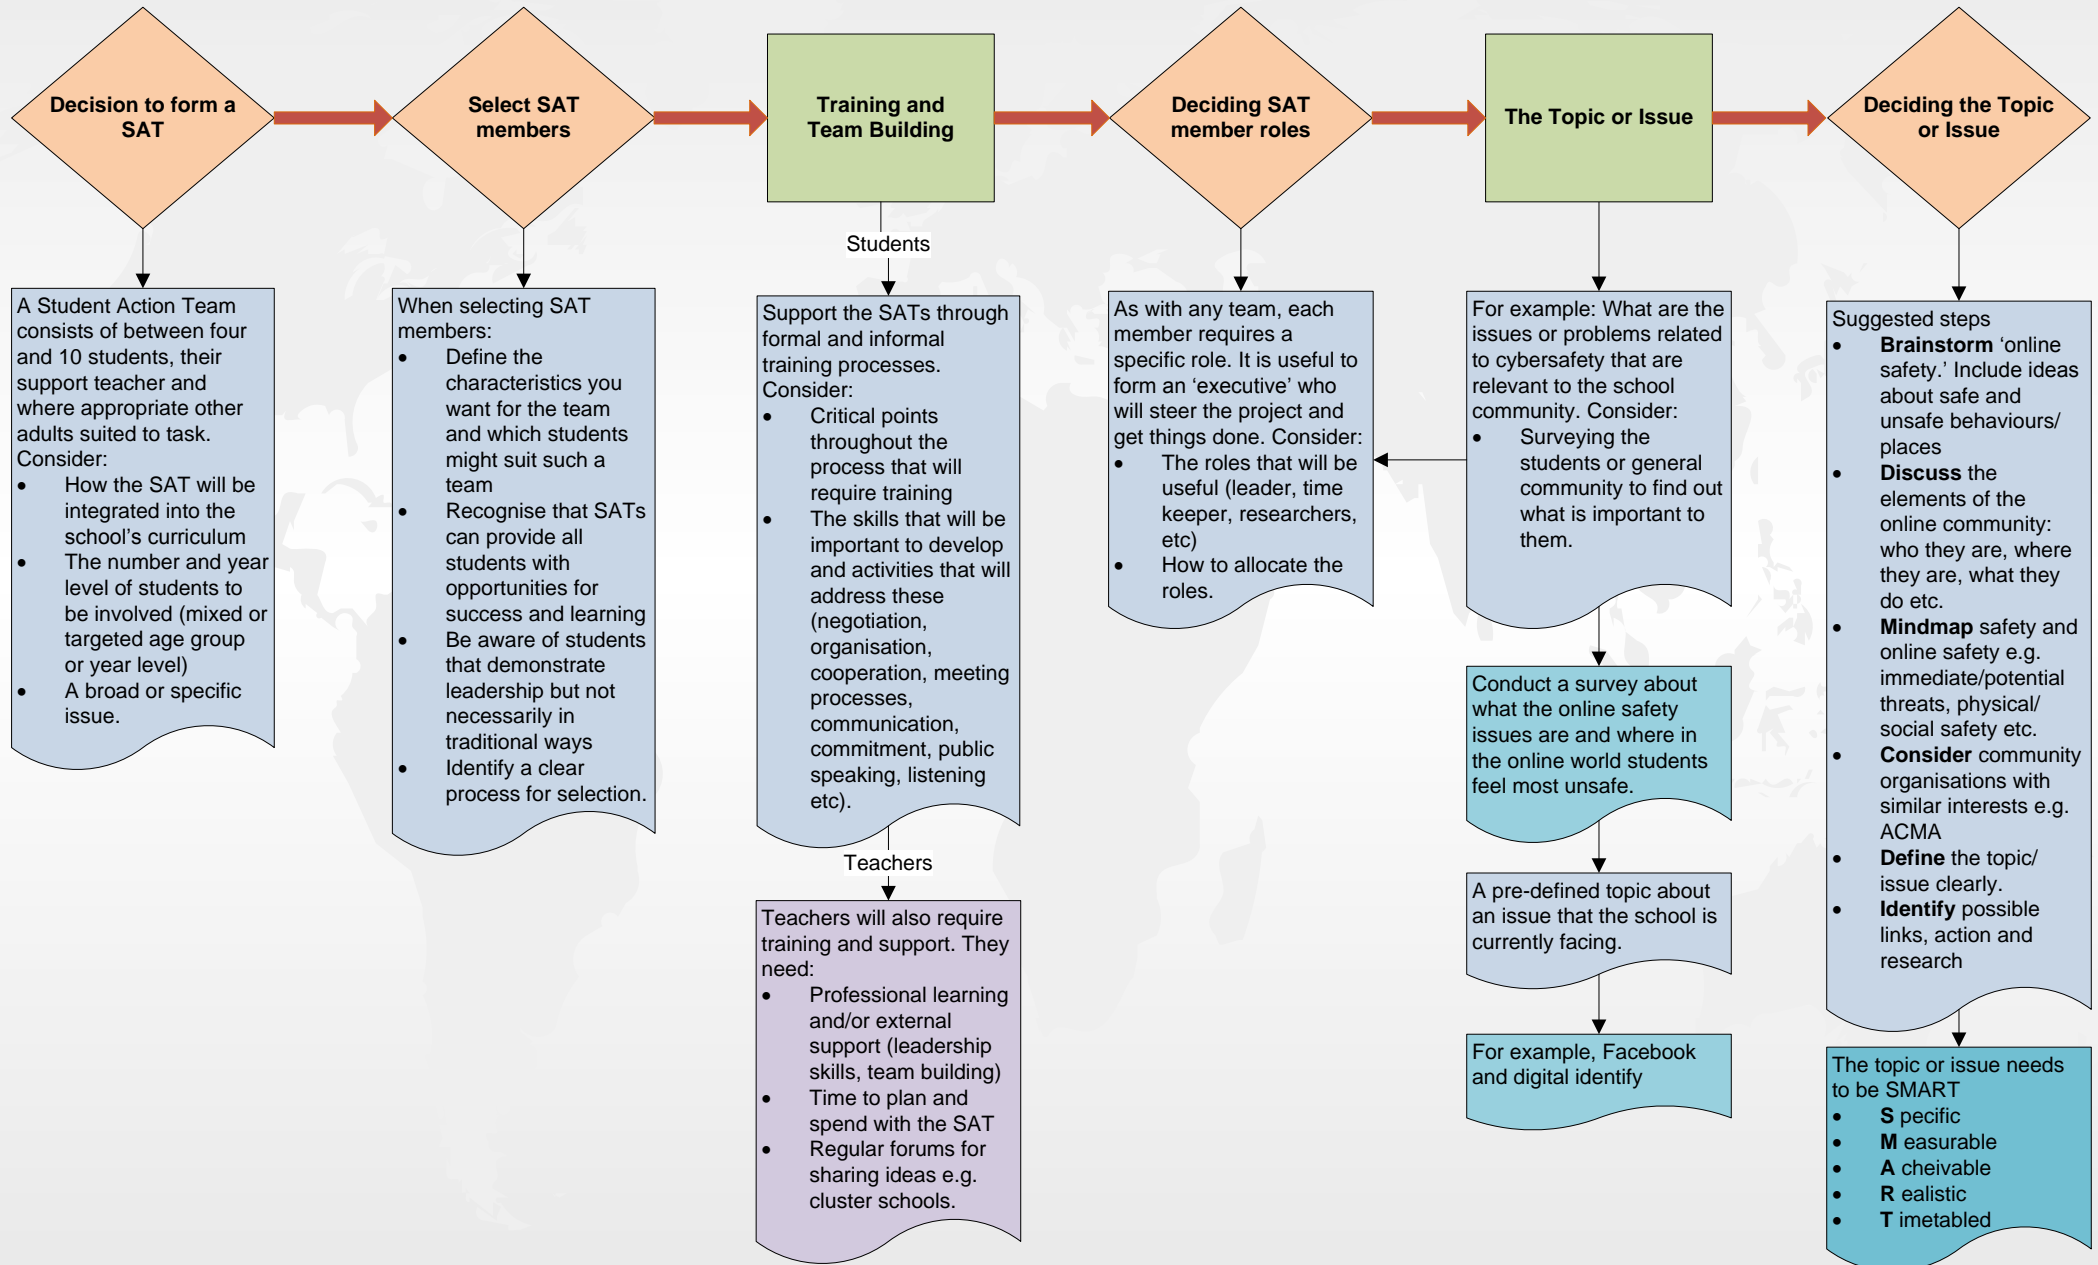 Decision to form a
SAT
Select SAT
members
Training and
Team Building
Deciding SAT
member roles
The Topic or Issue
Deciding the Topic
or Issue
A Student Action Team
consists of between four
and 10 students, their
support teacher and
where appropriate other
adults suited to task.
Consider:
• How the SAT will be
integrated into the
school’s curriculum
• The number and year
level of students to
be involved (mixed or
targeted age group
or year level)
• A broad or specific
issue.
When selecting SAT
members:
• Define the
characteristics you
want for the team
and which students
might suit such a
team
• Recognise that SATs
can provide all
students with
opportunities for
success and learning
• Be aware of students
that demonstrate
leadership but not
necessarily in
traditional ways
• Identify a clear
process for selection.
Students
Support the SATs through
formal and informal
training processes.
Consider:
• Critical points
throughout the
process that will
require training
• The skills that will be
important to develop
and activities that will
address these
(negotiation,
organisation,
cooperation, meeting
processes,
communication,
commitment, public
speaking, listening
etc).
Teachers
Teachers will also require
training and support. They
need:
• Professional learning
and/or external
support (leadership
skills, team building)
• Time to plan and
spend with the SAT
• Regular forums for
sharing ideas e.g.
cluster schools.
As with any team, each
member requires a
specific role. It is useful to
form an ‘executive’ who
will steer the project and
get things done. Consider:
• The roles that will be
useful (leader, time
keeper, researchers,
etc)
• How to allocate the
roles.
For example: What are the
issues or problems related
to cybersafety that are
relevant to the school
community. Consider:
• Surveying the
students or general
community to find out
what is important to
them.
Conduct a survey about
what the online safety
issues are and where in
the online world students
feel most unsafe.
A pre-defined topic about
an issue that the school is
currently facing.
For example, Facebook
and digital identify
Suggested steps
• Brainstorm ‘online
safety.’ Include ideas
about safe and
unsafe behaviours/
places
• Discuss the
elements of the
online community:
who they are, where
they are, what they
do etc.
• Mindmap safety and
online safety e.g.
immediate/potential
threats, physical/
social safety etc.
• Consider community
organisations with
similar interests e.g.
ACMA
• Define the topic/
issue clearly.
• Identify possible
links, action and
research
The topic or issue needs
to be SMART
• S pecific
• M easurable
• A cheivable
• R ealistic
• T imetabled